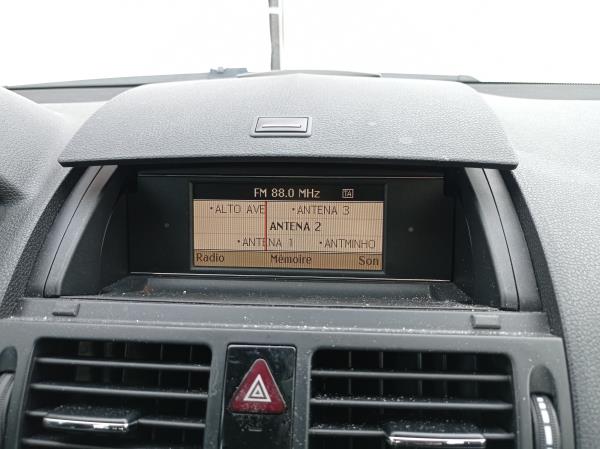 FM 88.0 MHz TA
•ALTO AVE •ANTENA 3
ANTENA 2
•ANTENA 1 •ANTMINHO
Radio Mémoire Son